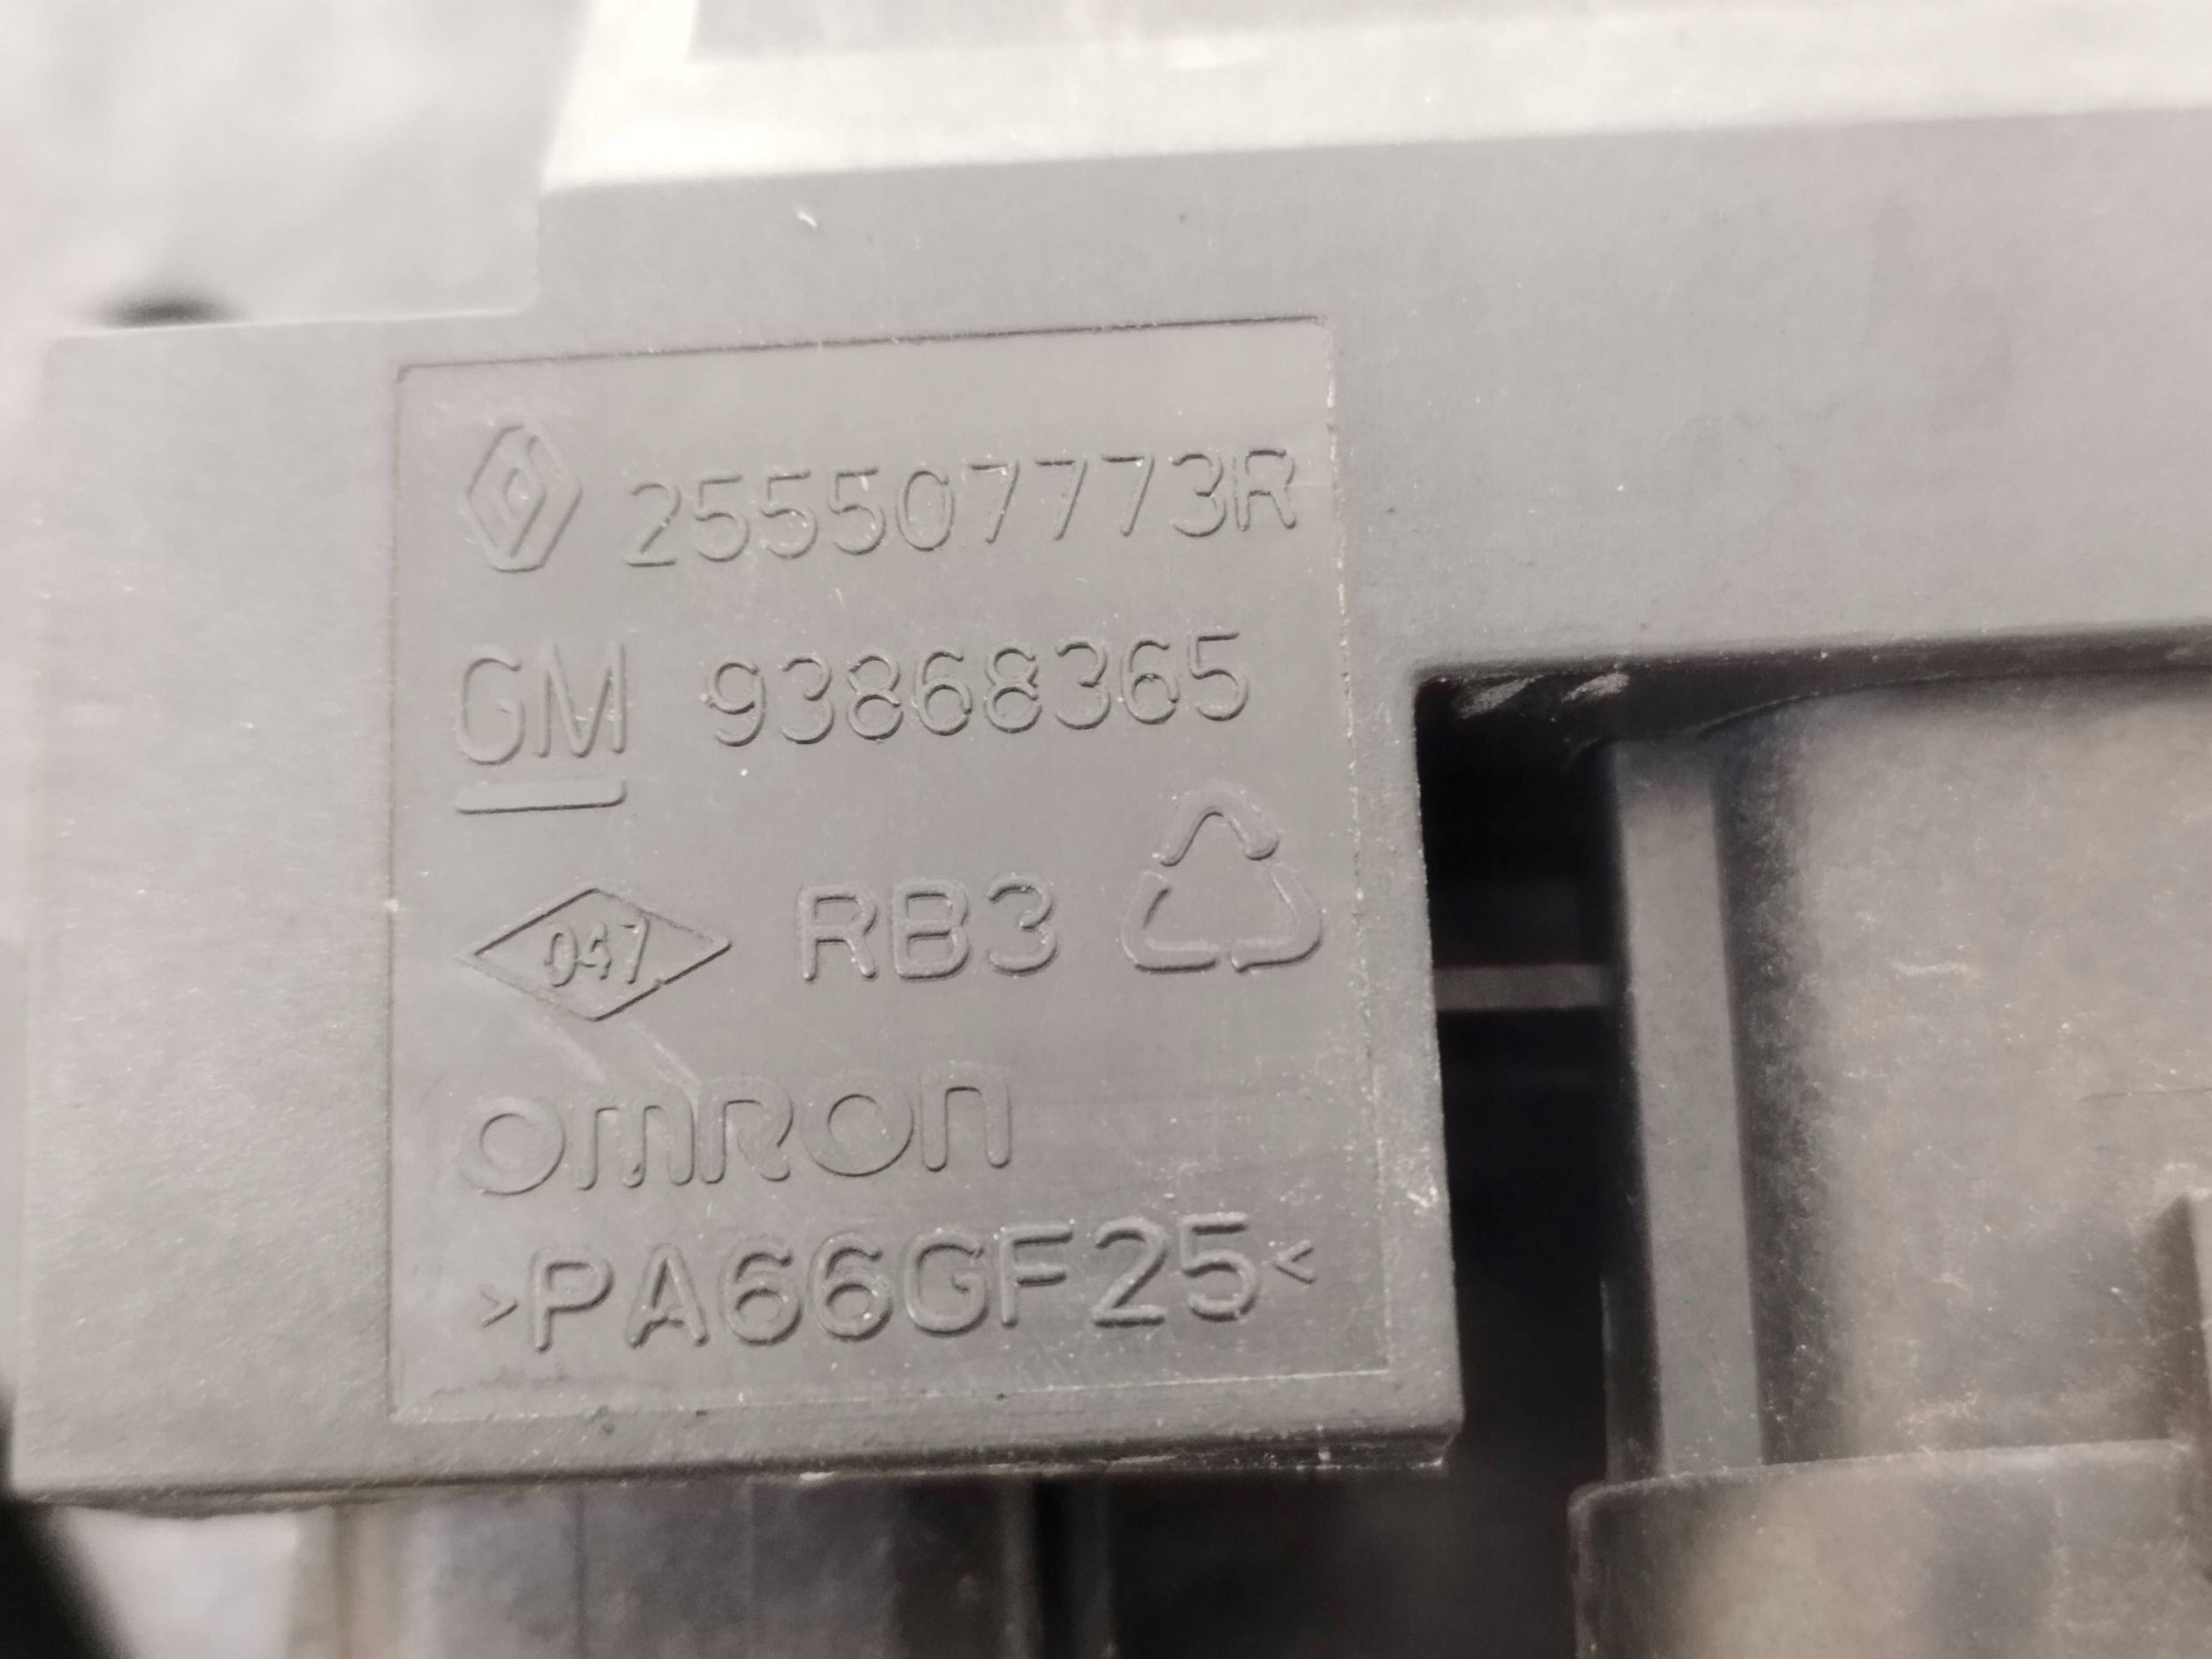 255507773R
GM 93868365
047 RB3
OMRON
>PA66GF25<